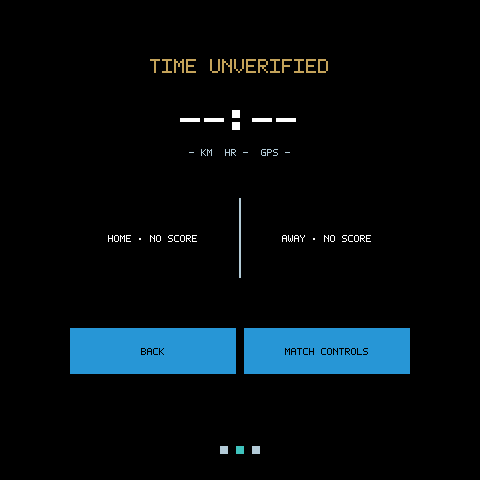 TIME UNVERIFIED
--:--
- KM  HR -  GPS -
HOME · NO SCORE
AWAY · NO SCORE
BACK
MATCH CONTROLS